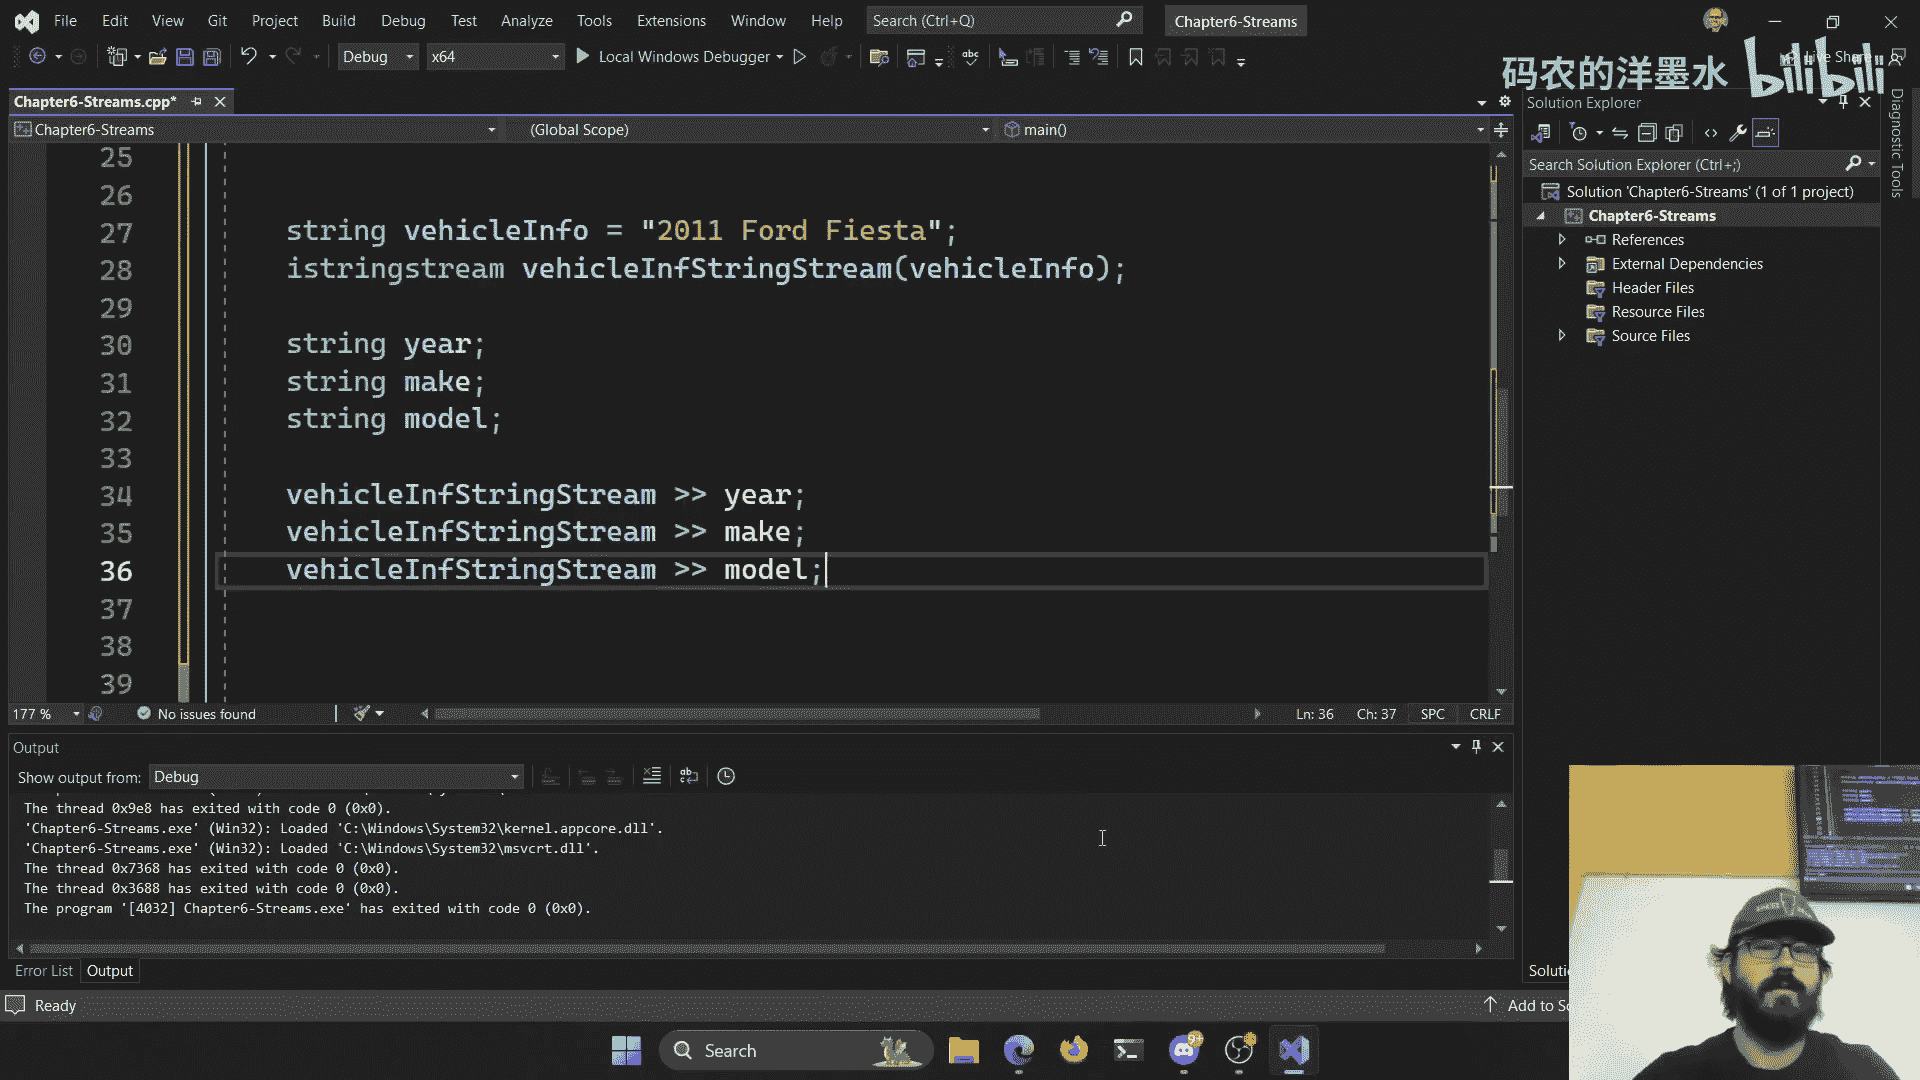 File Edit View Git Project Build Debug Test Analyze Tools Extensions Window Help Search (Ctrl+Q) Chapter6-Streams
Debug x64 Local Windows Debugger Live Share
码农的洋墨水 bilibili
Chapter6-Streams.cpp*
Chapter6-Streams (Global Scope) main()
25
26
27 string vehicleInfo = "2011 Ford Fiesta";
28 istringstream vehicleInfStringStream(vehicleInfo);
29
30 string year;
31 string make;
32 string model;
33
34 vehicleInfStringStream >> year;
35 vehicleInfStringStream >> make;
36 vehicleInfStringStream >> model;
37
38
39
177 % No issues found Ln: 36 Ch: 37 SPC CRLF
Output
Show output from: Debug
The thread 0x9e8 has exited with code 0 (0x0).
'Chapter6-Streams.exe' (Win32): Loaded 'C:\Windows\System32\kernel.appcore.dll'.
'Chapter6-Streams.exe' (Win32): Loaded 'C:\Windows\System32\msvcrt.dll'.
The thread 0x7368 has exited with code 0 (0x0).
The thread 0x3688 has exited with code 0 (0x0).
The program '[4032] Chapter6-Streams.exe' has exited with code 0 (0x0).
Error List Output
Solution Explorer
Search Solution Explorer (Ctrl+;)
Solution 'Chapter6-Streams' (1 of 1 project)
Chapter6-Streams
References
External Dependencies
Header Files
Resource Files
Source Files
Diagnostic Tools
Soluti
Ready Add to So
Search
9+